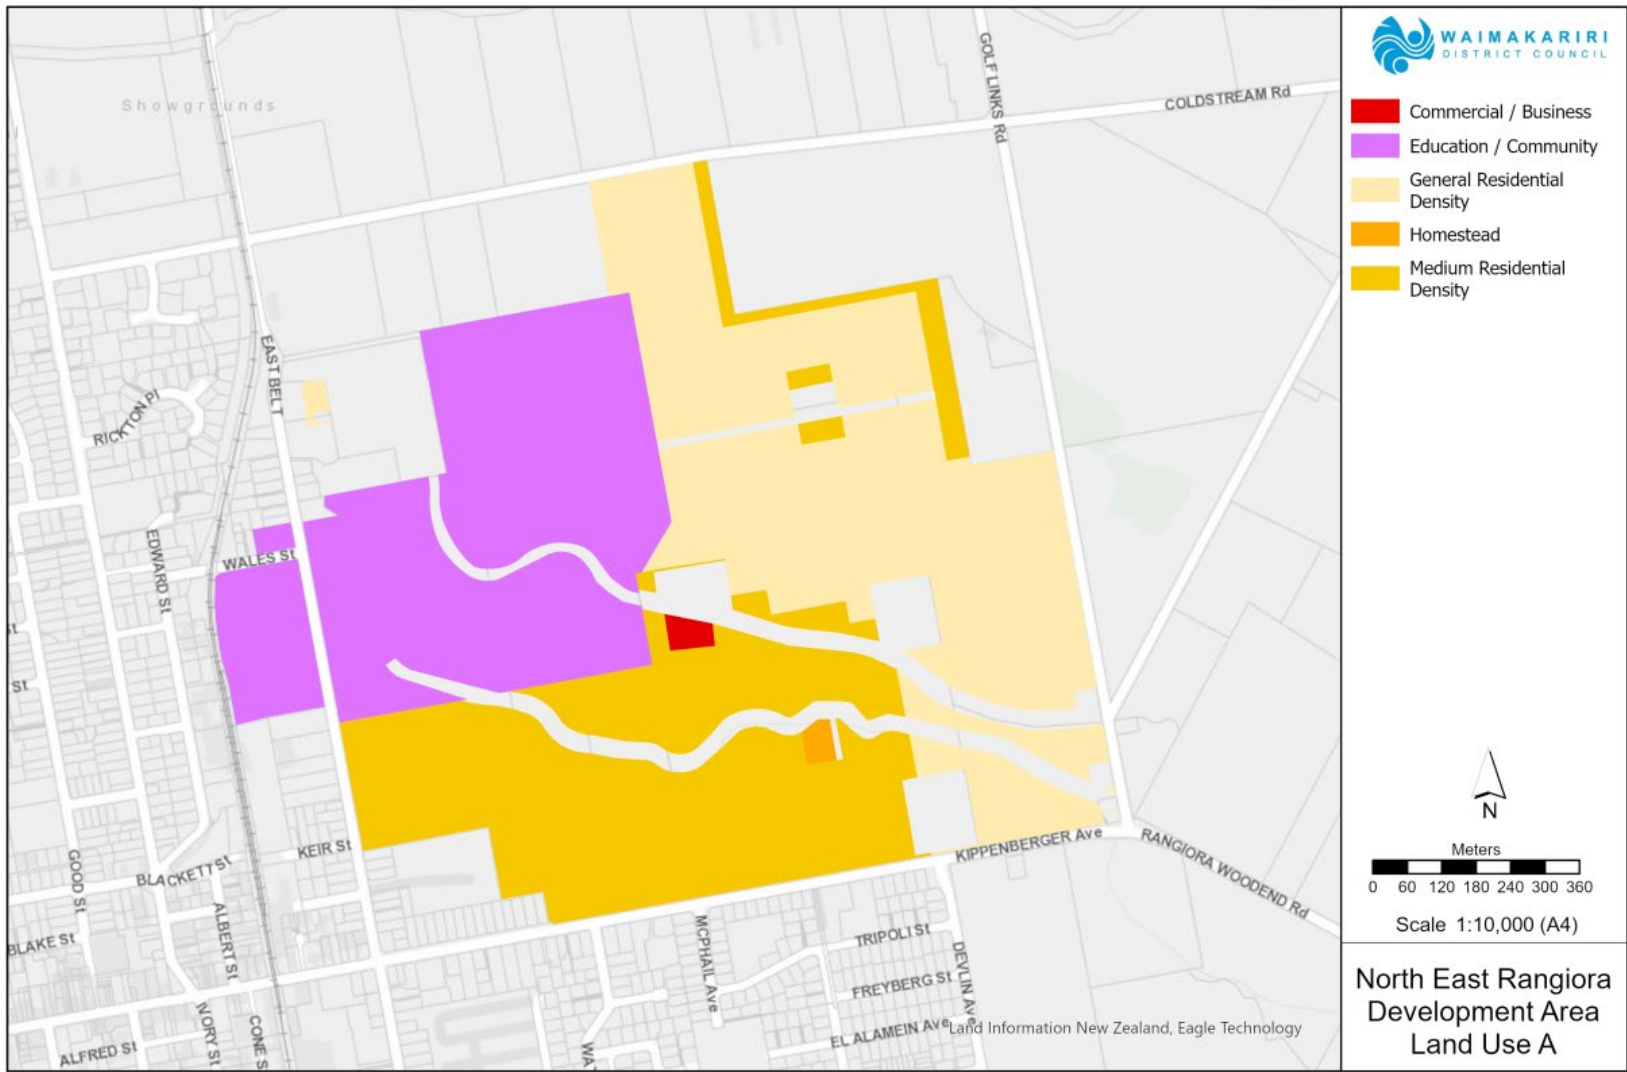 Showgrounds
GOLF LINKS Rd
COLDSTREAM Rd
EAST BELT
RICKTON Pl
EDWARD St
WALES St
St
St
KEIR St
BLACKETT St
GOOD St
ALBERT St
BLAKE St
IVORY St
CONE S
ALFRED St
KIPPENBERGER Ave
RANGIORA WOODEND Rd
MCPHAIL Ave
TRIPOLI St
DEVLIN Ave
FREYBERG St
EL ALAMEIN Ave
WA
Land Information New Zealand, Eagle Technology
WAIMAKARIRI
DISTRICT COUNCIL
Commercial / Business
Education / Community
General Residential
Density
Homestead
Medium Residential
Density
N
Meters
0 60 120 180 240 300 360
Scale 1:10,000 (A4)
North East Rangiora
Development Area
Land Use A